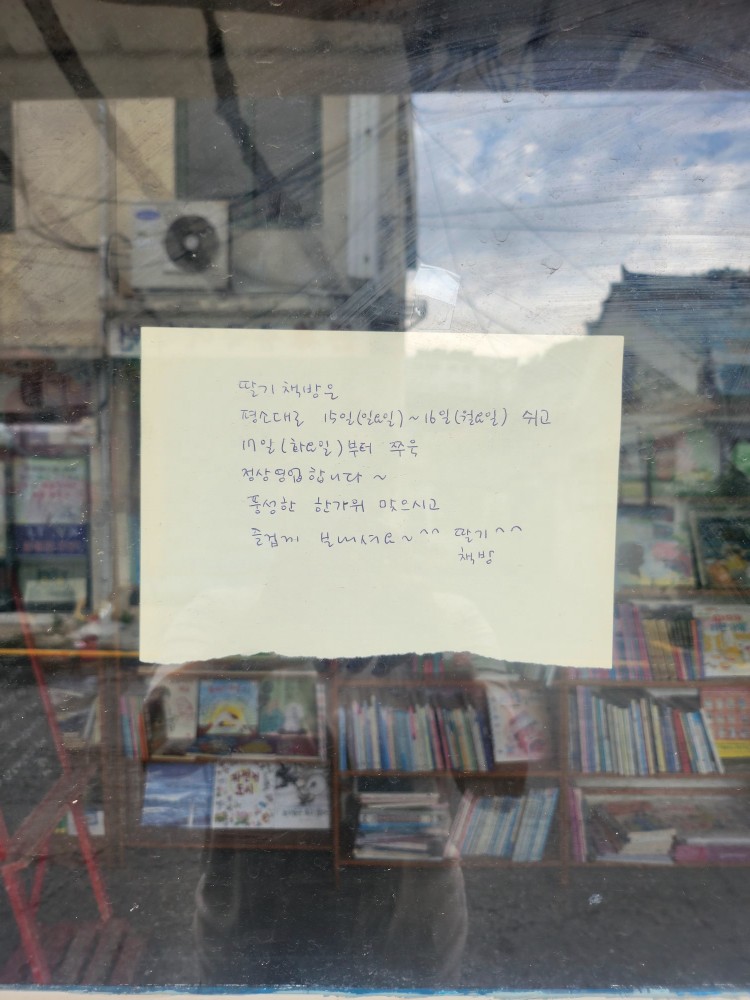 딸기 책방은
평소대로 15일(일요일)~16일(월요일) 쉬고
17일(화요일)부터 쭈욱
정상영업합니다~
풍성한 한가위 맞으시고
즐겁게 보내셔요~^^ 딸기^^
책방